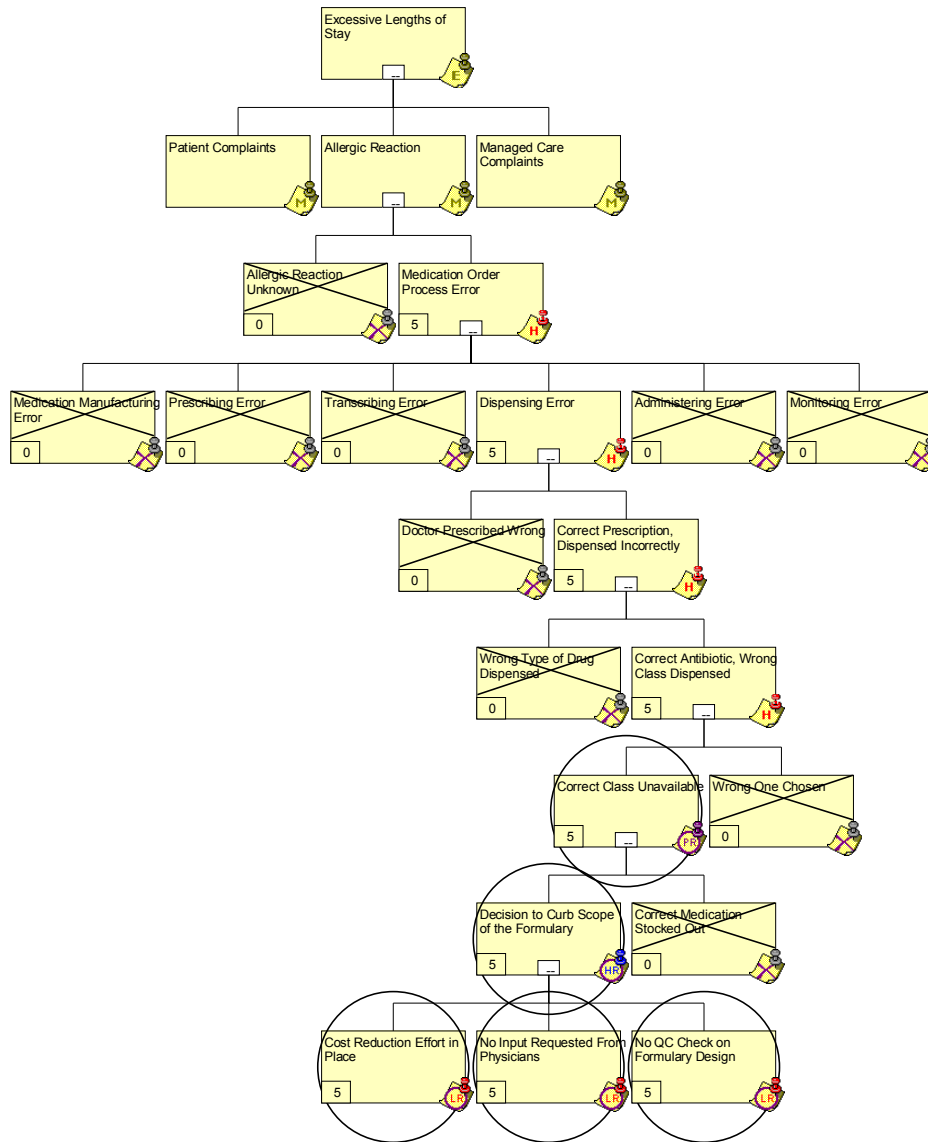 Excessive Lengths of
Stay
--
E
Patient Complaints
M
Allergic Reaction
--
M
Managed Care
Complaints
M
Allergic Reaction
Unknown
0
Medication Order
Process Error
5
--
H
Medication Manufacturing
Error
0
Prescribing Error
0
Transcribing Error
0
Dispensing Error
5
--
H
Administering Error
0
Monitoring Error
0
Doctor Prescribed Wrong
0
Correct Prescription,
Dispensed Incorrectly
5
--
H
Wrong Type of Drug
Dispensed
0
Correct Antibiotic, Wrong
Class Dispensed
5
--
H
Correct Class Unavailable
5
--
PR
Wrong One Chosen
0
Decision to Curb Scope
of the Formulary
5
--
HR
Correct Medication
Stocked Out
0
Cost Reduction Effort in
Place
5
LR
No Input Requested From
Physicians
5
LR
No QC Check on
Formulary Design
5
LR